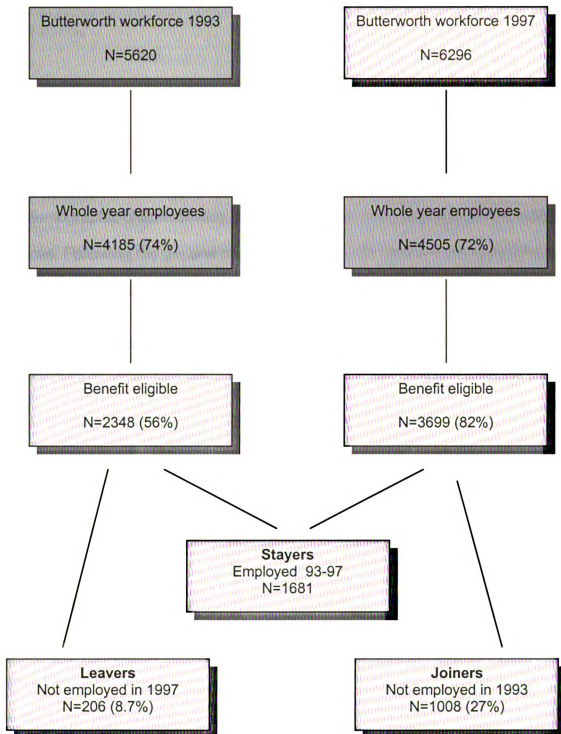 Butterworth workforce 1993
N=5620
Butterworth workforce 1997
N=6296
Whole year employees
N=4185 (74%)
Whole year employees
N=4505 (72%)
Benefit eligible
N=2348 (56%)
Benefit eligible
N=3699 (82%)
Stayers
Employed 93-97
N=1681
Leavers
Not employed in 1997
N=206 (8.7%)
Joiners
Not employed in 1993
N=1008 (27%)